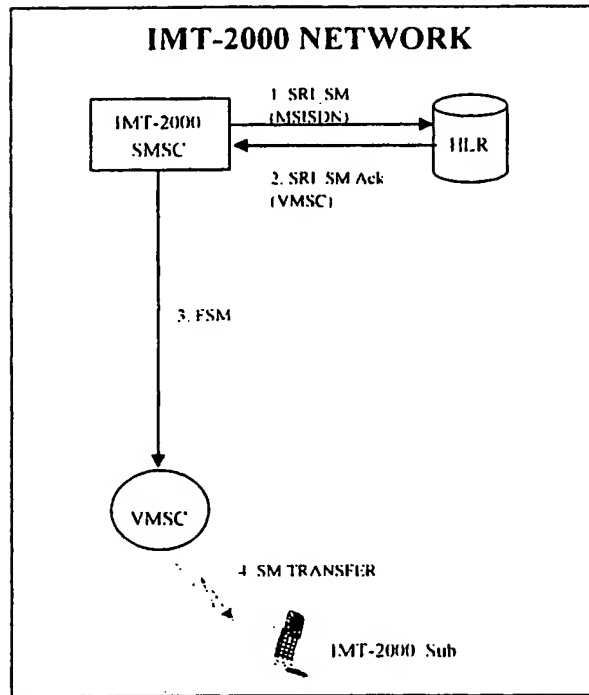 IMT-2000 NETWORK
1. SRI_SM
(MSISDN)
IMT-2000
SMSC
HLR
2. SRI_SM Ack
(VMSC)
3. FSM
VMSC
4. SM TRANSFER
IMT-2000 Sub